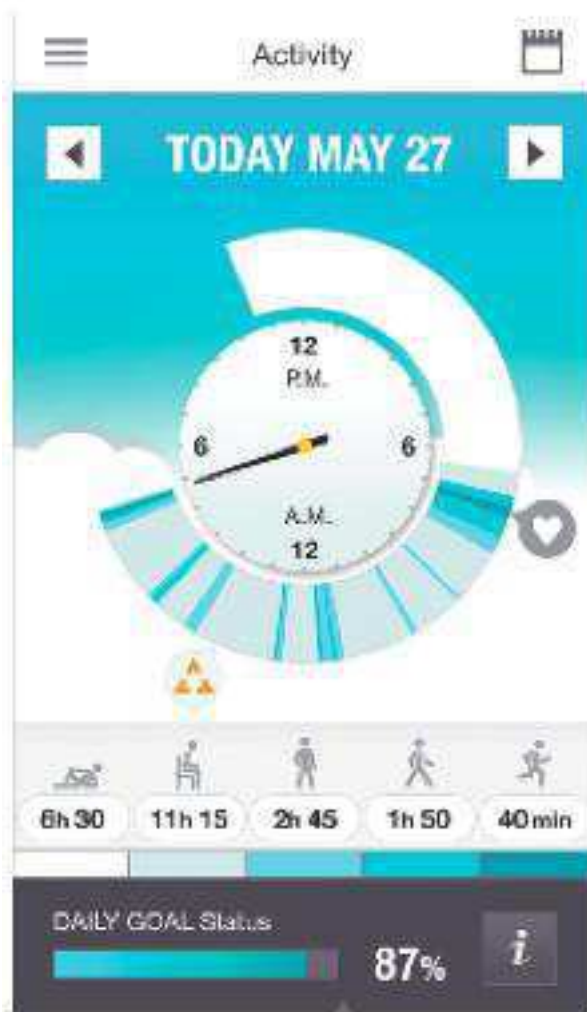 Activity
TODAY MAY 27
12
P.M.
6 6
A.M.
12
6h 30 11h 15 2h 45 1h 50 40 min
DAILY GOAL Status
87% i